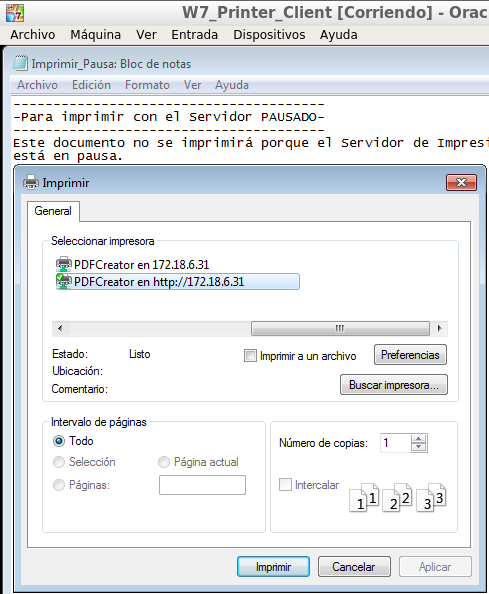 W7_Printer_Client [Corriendo] - Orac
Archivo Máquina Ver Entrada Dispositivos Ayuda
Imprimir_Pausa: Bloc de notas
Archivo Edición Formato Ver Ayuda
------------------------------------
-Para imprimir con el Servidor PAUSADO-
------------------------------------
Este documento no se imprimirá porque el Servidor de Impresi
está en pausa.
Imprimir
General
Seleccionar impresora
PDFCreator en 172.18.6.31
PDFCreator en http://172.18.6.31
Estado: Listo
Imprimir a un archivo
Preferencias
Ubicación:
Comentario:
Buscar impresora...
Intervalo de páginas
Todo
Selección
Página actual
Páginas:
Número de copias: 1
Intercalar
1 1 2 2 3 3
Imprimir Cancelar Aplicar